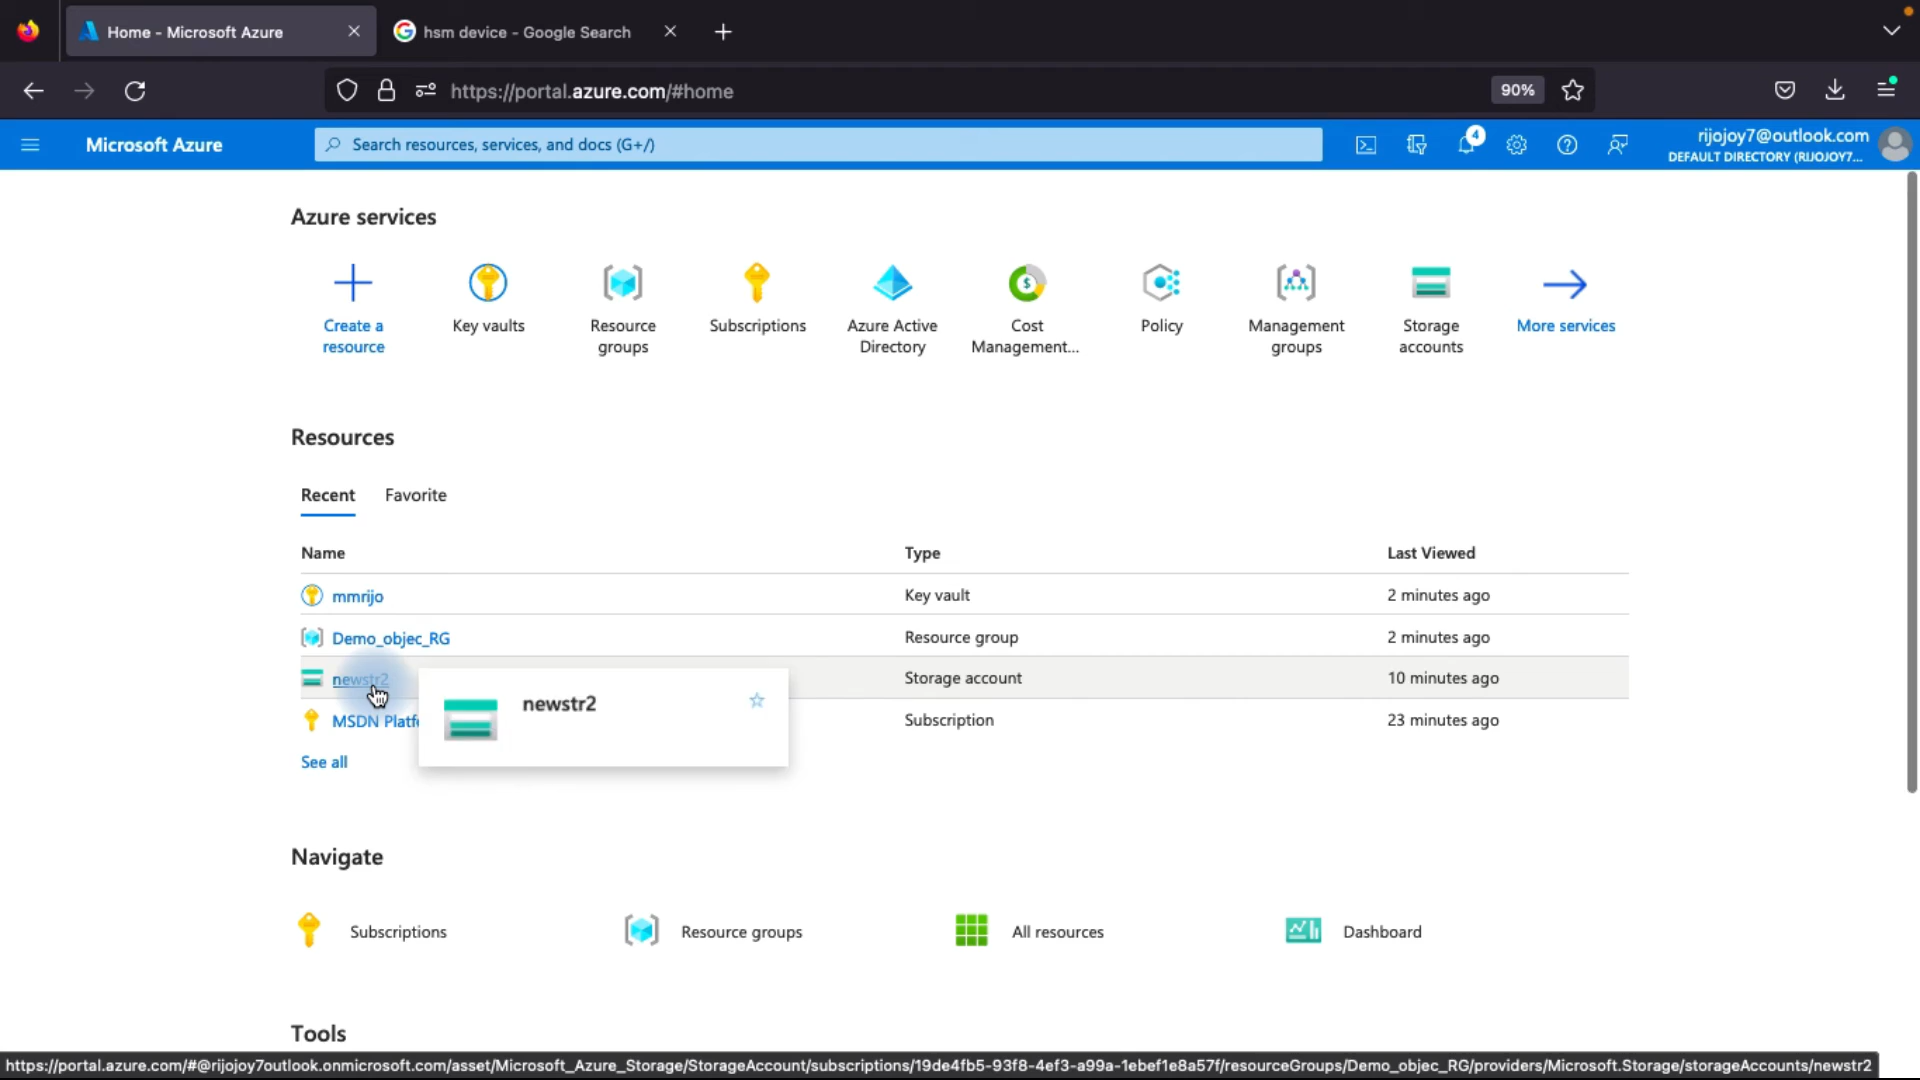 Home - Microsoft Azure
hsm device - Google Search
https://portal.azure.com/#home
90%
Microsoft Azure
Search resources, services, and docs (G+/)
4
rijojoy7@outlook.com
DEFAULT DIRECTORY (RIJOJOY7...
Azure services
Create a resource
Key vaults
Resource groups
Subscriptions
Azure Active Directory
Cost Management...
Policy
Management groups
Storage accounts
More services
Resources
Recent Favorite
Name Type Last Viewed
mmrijo Key vault 2 minutes ago
Demo_objec_RG Resource group 2 minutes ago
newstr2 Storage account 10 minutes ago
newstr2
MSDN Platf Subscription 23 minutes ago
See all
Navigate
Subscriptions Resource groups All resources Dashboard
Tools
https://portal.azure.com/#@rijojoy7outlook.onmicrosoft.com/asset/Microsoft_Azure_Storage/StorageAccount/subscriptions/19de4fb5-93f8-4ef3-a99a-1ebef1e8a57f/resourceGroups/Demo_objec_RG/providers/Microsoft.Storage/storageAccounts/newstr2